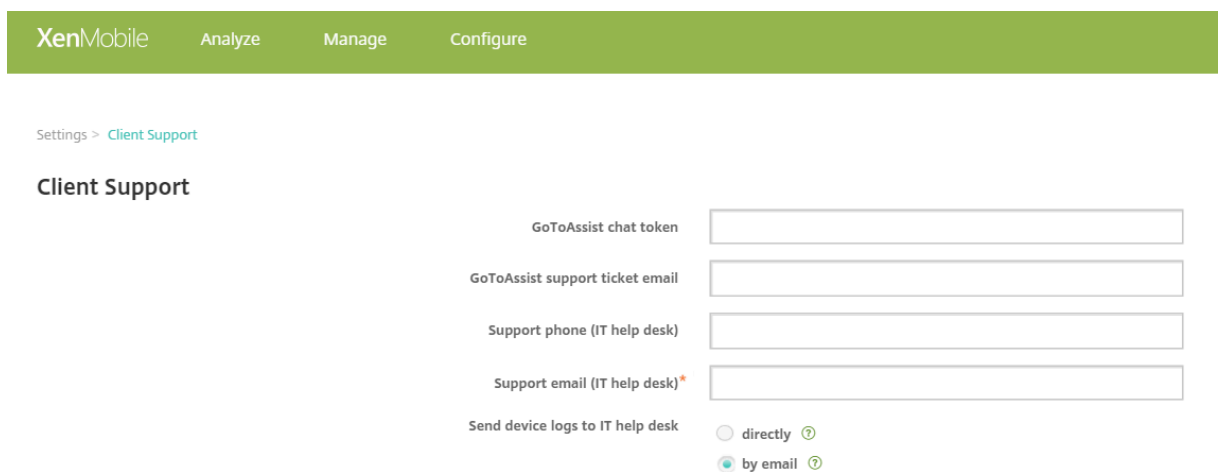 XenMobile Analyze Manage Configure
Settings > Client Support
Client Support
GoToAssist chat token
GoToAssist support ticket email
Support phone (IT help desk)
Support email (IT help desk)*
Send device logs to IT help desk
directly ?
by email ?